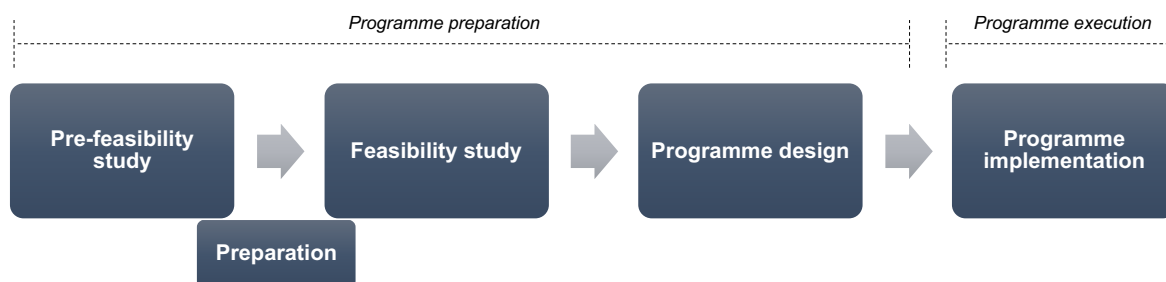 Programme preparation
Programme execution
Pre-feasibility
study
Feasibility study
Programme design
Programme
implementation
Preparation